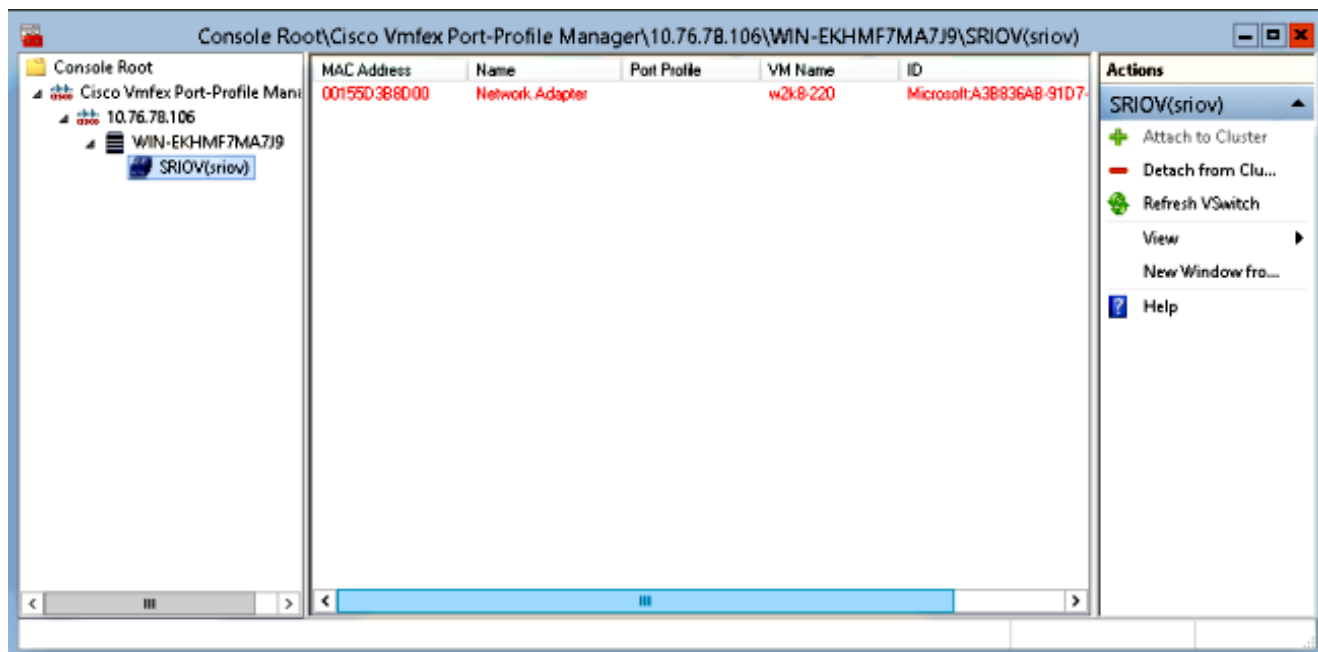 Console Root\Cisco Vmfex Port-Profile Manager\10.76.78.106\WIN-EKHMF7MA7J9\SRIOV(sriov)
Console Root
Cisco Vmfex Port-Profile Mana
10.76.78.106
WIN-EKHMF7MA7J9
SRIOV(sriov)
MAC Address Name Port Profile VM Name ID
00155D3B8D00 Network Adapter w2k8-220 Microsoft:A3B836AB-91D7-
Actions
SRIOV(sriov)
Attach to Cluster
Detach from Clu...
Refresh VSwitch
View
New Window fro...
Help